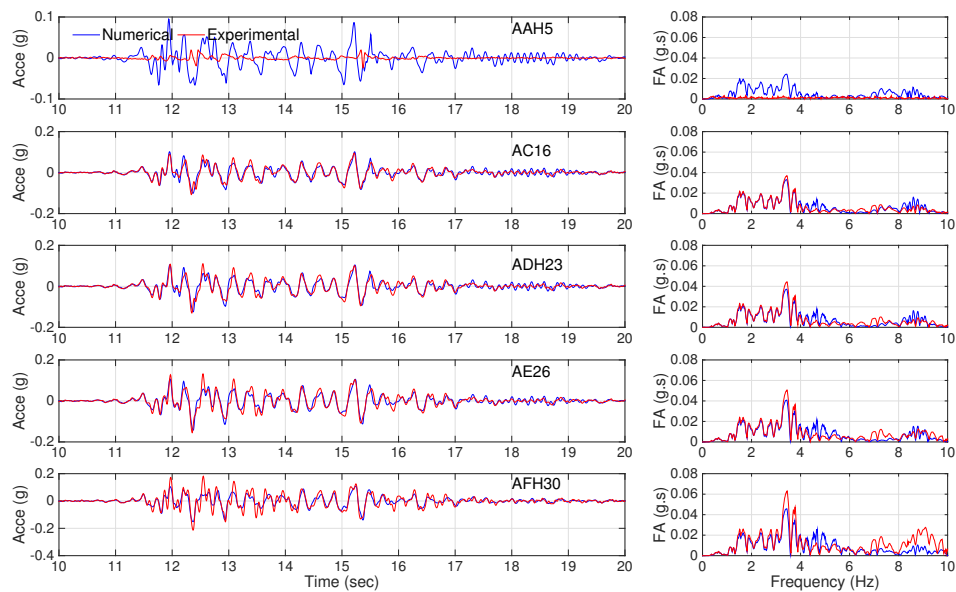 0.1
0
-0.1
Acce (g)
Numerical
Experimental
AAH5
10 11 12 13 14 15 16 17 18 19 20
0.08
0.06
0.04
0.02
0
FA (g.s)
0 2 4 6 8 10
0.2
0
-0.2
Acce (g)
AC16
10 11 12 13 14 15 16 17 18 19 20
0.08
0.06
0.04
0.02
0
FA (g.s)
0 2 4 6 8 10
0.2
0
-0.2
Acce (g)
ADH23
10 11 12 13 14 15 16 17 18 19 20
0.08
0.06
0.04
0.02
0
FA (g.s)
0 2 4 6 8 10
0.2
0
-0.2
Acce (g)
AE26
10 11 12 13 14 15 16 17 18 19 20
0.08
0.06
0.04
0.02
0
FA (g.s)
0 2 4 6 8 10
0.2
0
-0.2
-0.4
Acce (g)
AFH30
10 11 12 13 14 15 16 17 18 19 20
Time (sec)
0.08
0.06
0.04
0.02
0
FA (g.s)
0 2 4 6 8 10
Frequency (Hz)